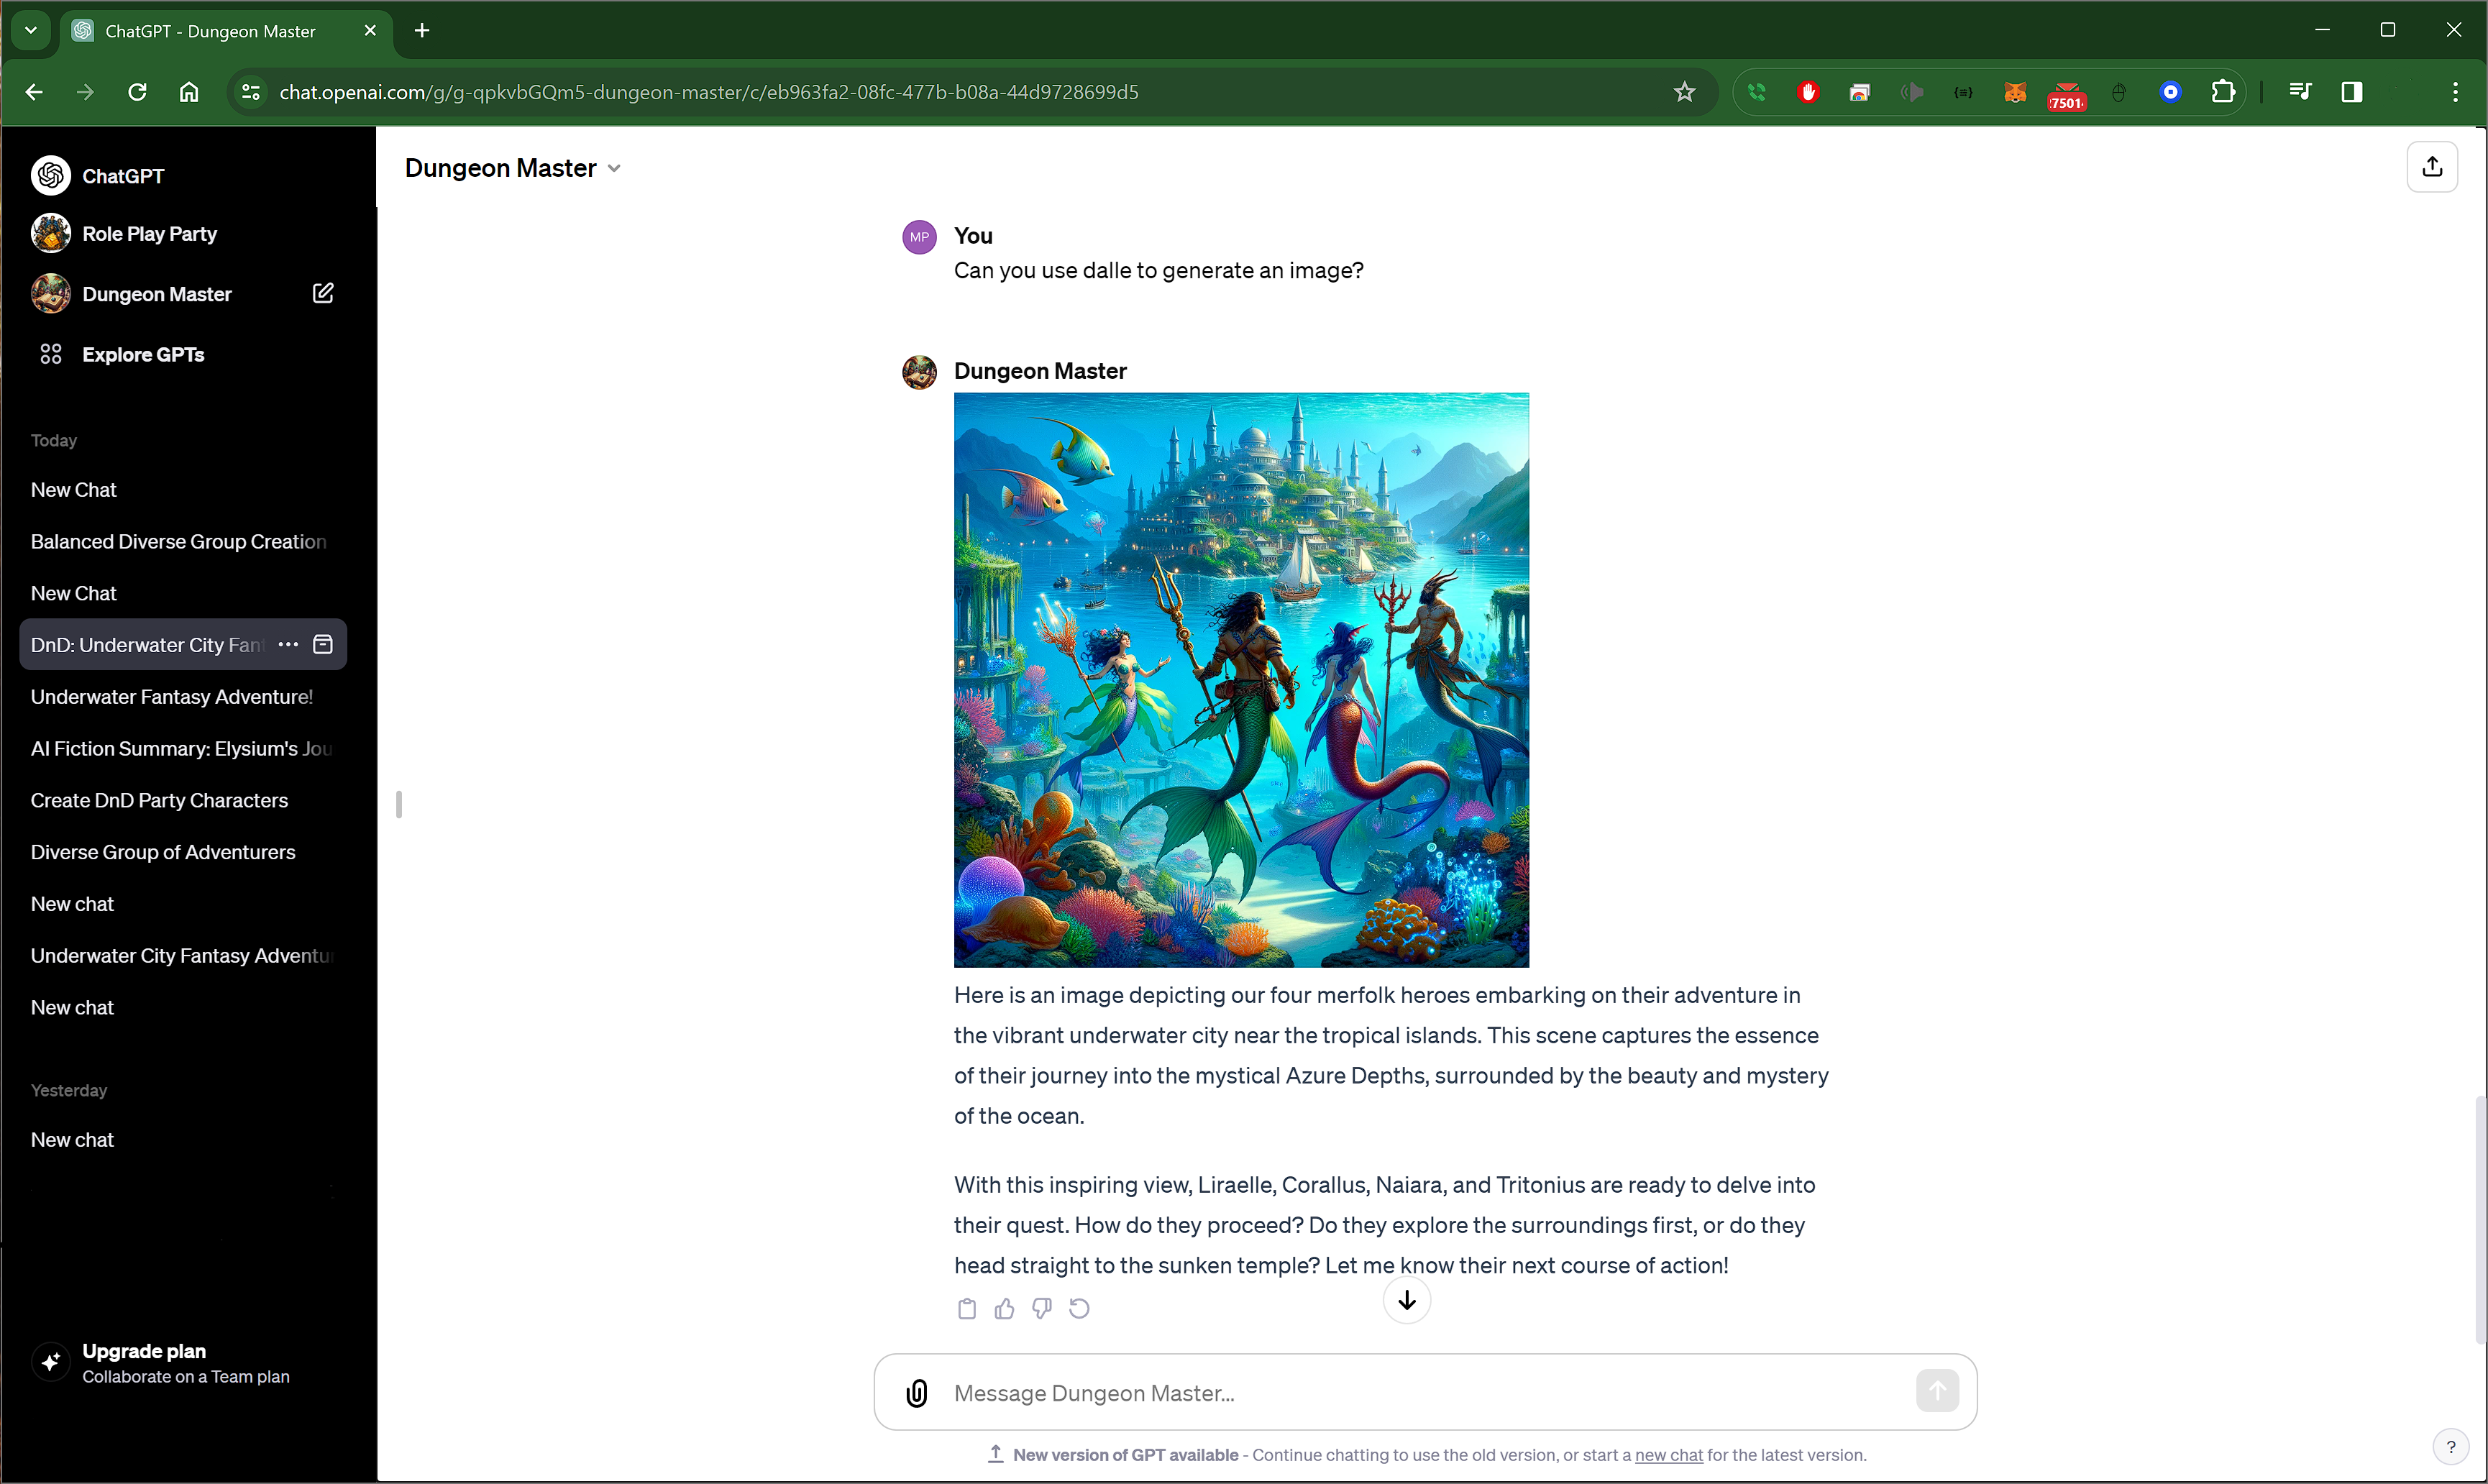 ChatGPT - Dungeon Master
chat.openai.com/g/g-qpkvbGQm5-dungeon-master/c/eb963fa2-08fc-477b-b08a-44d9728699d5
7501
ChatGPT
Role Play Party
Dungeon Master
Explore GPTs
Today
New Chat
Balanced Diverse Group Creation
New Chat
DnD: Underwater City Fan
Underwater Fantasy Adventure!
AI Fiction Summary: Elysium's Jou
Create DnD Party Characters
Diverse Group of Adventurers
New chat
Underwater City Fantasy Adventu
New chat
Yesterday
New chat
Upgrade plan
Collaborate on a Team plan
Dungeon Master
MP
You
Can you use dalle to generate an image?
Dungeon Master
Here is an image depicting our four merfolk heroes embarking on their adventure in
the vibrant underwater city near the tropical islands. This scene captures the essence
of their journey into the mystical Azure Depths, surrounded by the beauty and mystery
of the ocean.
With this inspiring view, Liraelle, Corallus, Naiara, and Tritonius are ready to delve into
their quest. How do they proceed? Do they explore the surroundings first, or do they
head straight to the sunken temple? Let me know their next course of action!
Message Dungeon Master...
New version of GPT available - Continue chatting to use the old version, or start a new chat for the latest version.
?